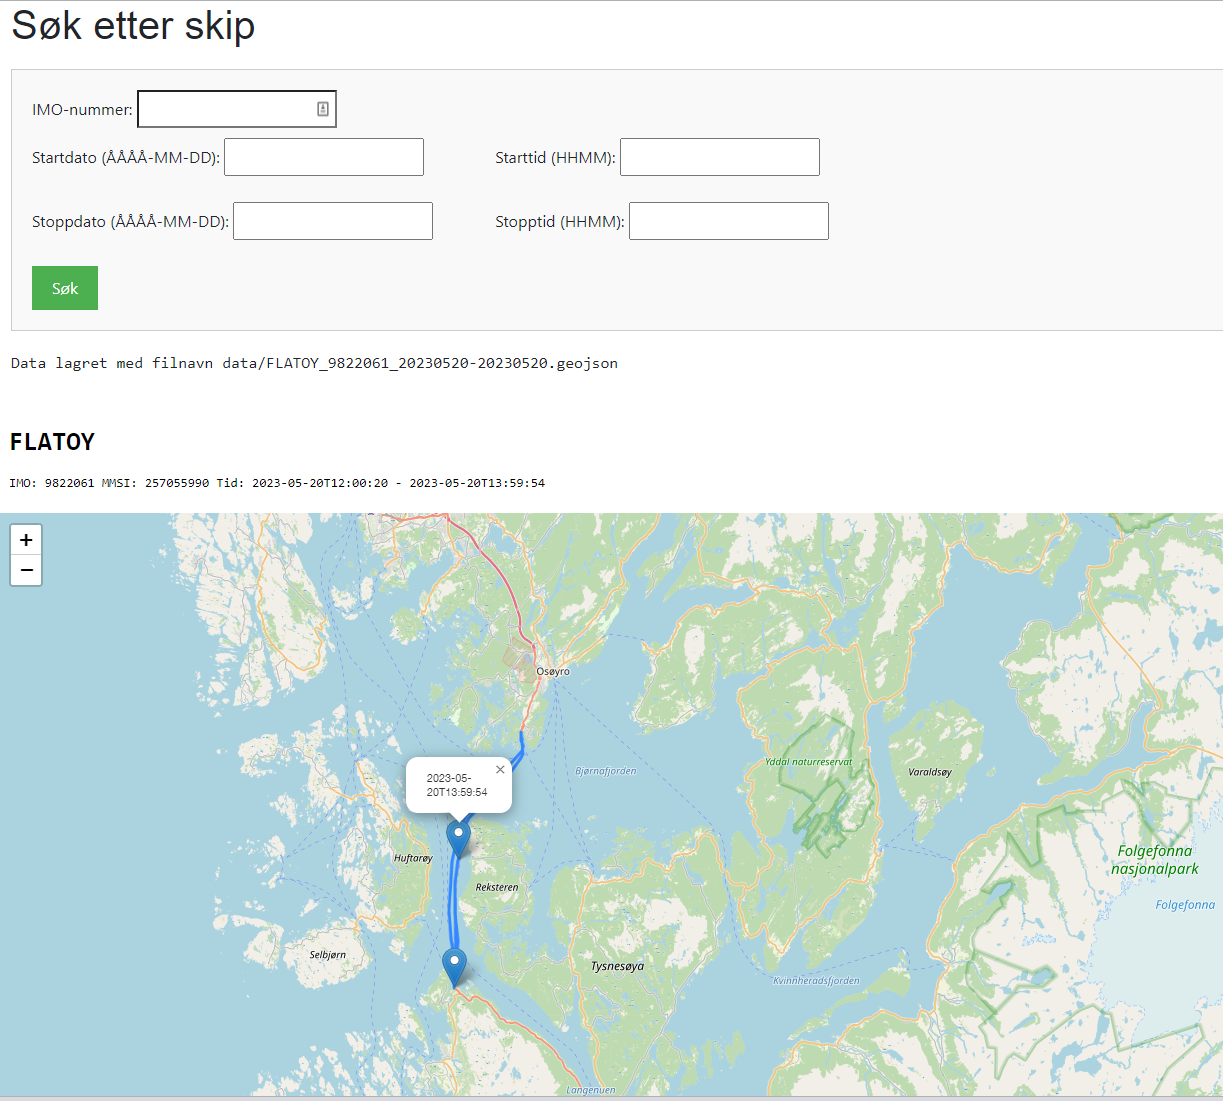 Søk etter skip
IMO-nummer:
Startdato (ÅÅÅÅ-MM-DD):
Starttid (HHMM):
Stoppdato (ÅÅÅÅ-MM-DD):
Stopptid (HHMM):
Søk
Data lagret med filnavn data/FLATOY_9822061_20230520-20230520.geojson
FLATOY
IMO: 9822061 MMSI: 257055990 Tid: 2023-05-20T12:00:20 - 2023-05-20T13:59:54
+
−
Osøyro
Yddal naturreservat
Bjørnafjorden
Varaldsøy
×
2023-05-
20T13:59:54
Huftarøy
Reksteren
Folgefonna
nasjonalpark
Folgefonna
Selbjørn
Tysnesøya
Kvinnheradsfjorden
Langenuen